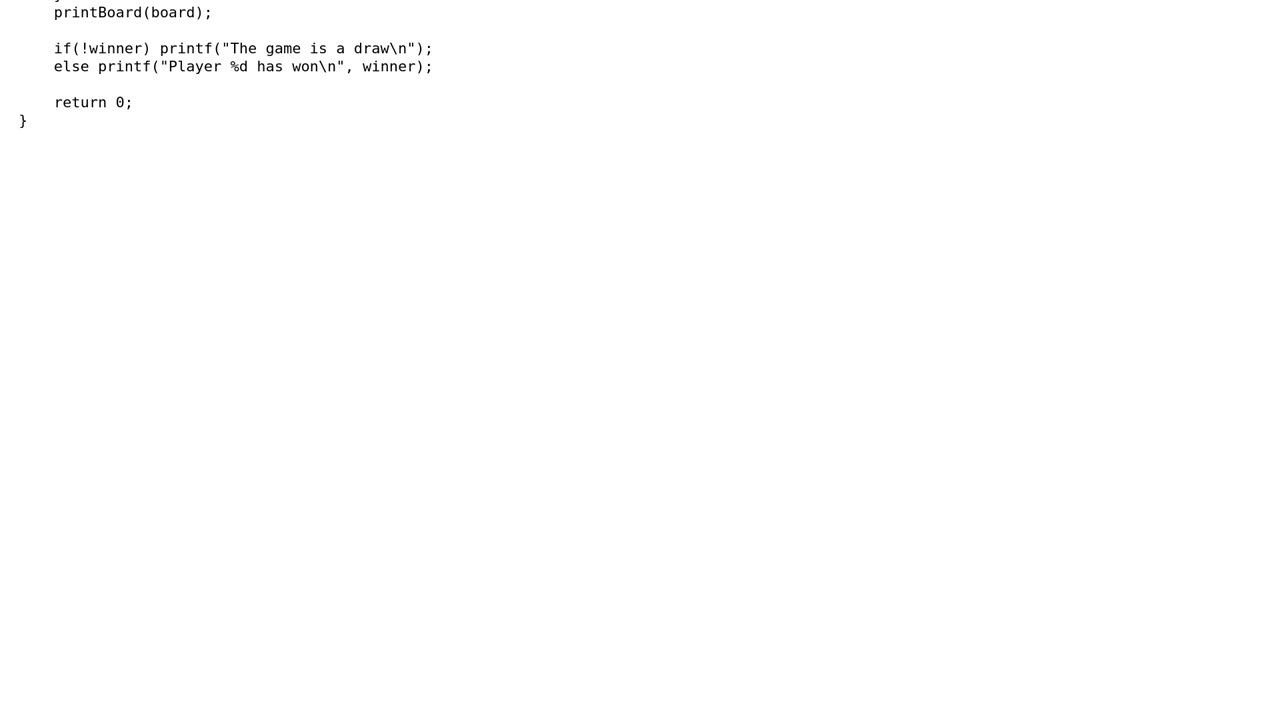 printBoard(board);
if(!winner) printf("The game is a draw\n");
else printf("Player %d has won\n", winner);
return 0;
}